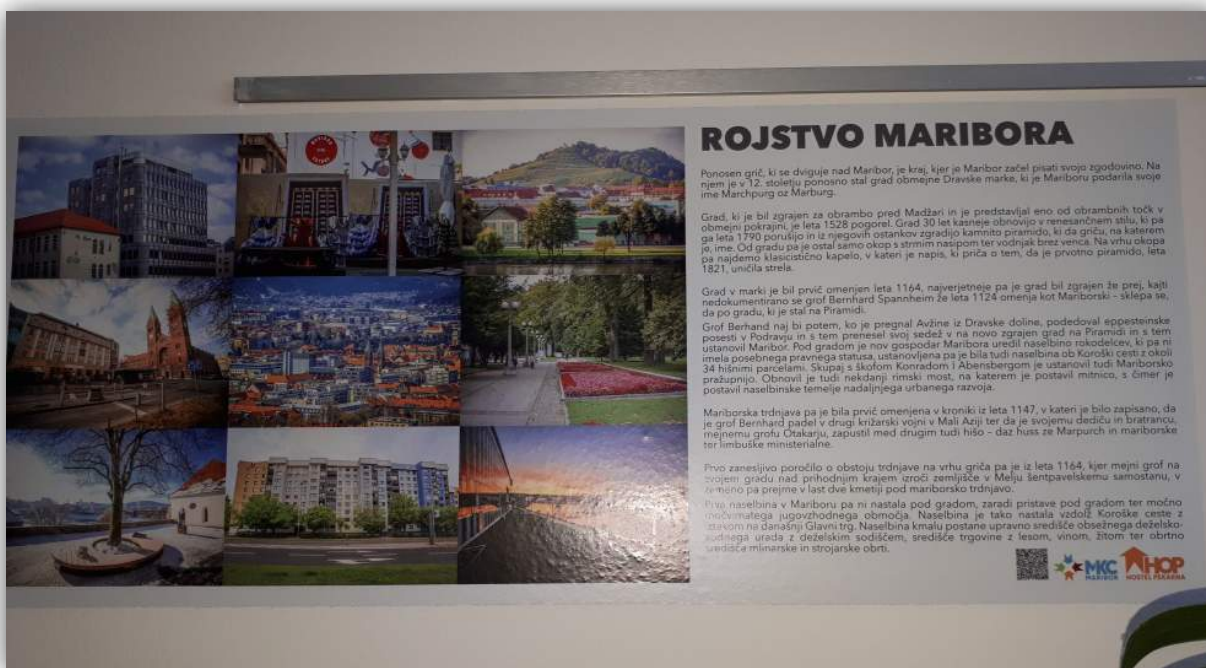 ROJSTVO MARIBORA
Ponosen grič, ki se dviguje nad Maribor, je kraj, kjer je Maribor začel pisati svojo zgodovino. Na
njem je v 12. stoletju ponosno stal grad obmejne Dravske marke, ki je Mariboru podarila svoje
ime Marchpurg oz Marburg.
Grad, ki je bil zgrajen za obrambo pred Madžari in je predstavljal eno od obrambnih točk v
obmejni pokrajini, je leta 1528 pogorel. Grad 30 let kasneje obnovijo v renesančnem stilu, ki pa
ga leta 1790 porušijo in iz njegovih ostankov zgradijo kamnito piramido, ki da griču, na katerem
je, ime. Od gradu pa je ostal samo okop s strmim nasipom ter vodnjak brez venca. Na vrhu okopa
pa najdemo klasicistično kapelo, v kateri je napis, ki priča o tem, da je prvotno piramido, leta
1821, uničila strela.
Grad v marki je bil prvič omenjen leta 1164, najverjetneje pa je grad bil zgrajen že prej, kajti
nedokumentirano se grof Bernhard Spannheim že leta 1124 omenja kot Mariborski - sklepa se,
da po gradu, ki je stal na Piramidi.
Grof Berhand naj bi potem, ko je pregnal Avžine iz Dravske doline, podedoval eppensteinske
posesti v Podravju in s tem prenesel svoj sedež v na novo zgrajen grad na Piramidi in s tem
ustanovil Maribor. Pod gradom je nov gospodar Maribora uredil naselbino rokodelcev, ki pa ni
imela posebnega pravnega statusa, ustanovljena pa je bila tudi naselbina ob Koroški cesti z okoli
34 hišnimi parcelami. Skupaj s škofom Konradom I Abensbergom je ustanovil tudi Mariborsko
pražupnijo. Obnovil je tudi nekdanji rimski most, na katerem je postavil mitnico, s čimer je
postavil naselbinske temelje nadaljnjega urbanega razvoja.
Mariborska trdnjava pa je bila prvič omenjena v kroniki iz leta 1147, v kateri je bilo zapisano, da
je grof Bernhard padel v drugi križarski vojni v Mali Aziji ter da je svojemu dediču in bratrancu,
mejnemu grofu Otakarju, zapustil med drugim tudi hišo - daz huss ze Marpurch in mariborske
ter limbuške ministeriale.
Prvo zanesljivo poročilo o obstoju trdnjave na vrhu griča pa je iz leta 1164, kjer mejni grof na
svojem gradu nad prihodnjim krajem izroči zemljišče v Melju šentpavelskemu samostanu, v
zameno pa prejme v last dve kmetiji pod mariborsko trdnjavo.
Prva naselbina v Mariboru pa ni nastala pod gradom, zaradi pristave pod gradom ter močno
močvirnatega jugovzhodnega območja. Naselbina je tako nastala vzdolž Koroške ceste z
iztekom na današnji Glavni trg. Naselbina kmalu postane upravno središče obsežnega deželsko-
sodnega urada z deželskim sodiščem, središče trgovine z lesom, vinom, žitom ter obrtno
središča mlinarske in strojarske obrti.
MKC
MARIBOR
HOP
HOSTEL PEKARNA